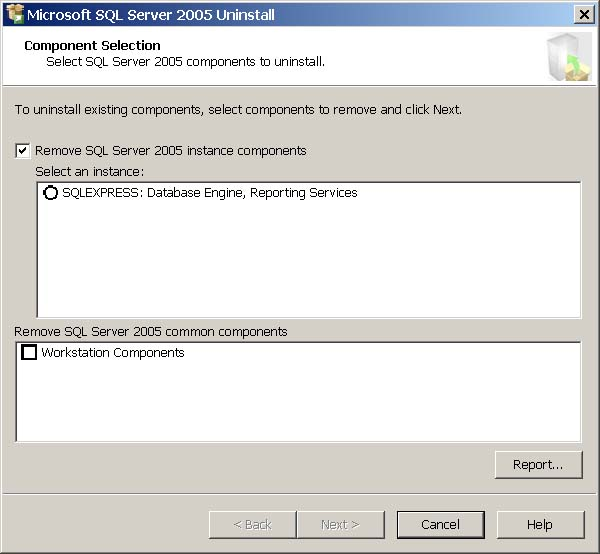 Microsoft SQL Server 2005 Uninstall
Component Selection
Select SQL Server 2005 components to uninstall.
To uninstall existing components, select components to remove and click Next.
Remove SQL Server 2005 instance components
Select an instance:
SQLEXPRESS: Database Engine, Reporting Services
Remove SQL Server 2005 common components
Workstation Components
Report...
< Back Next > Cancel Help